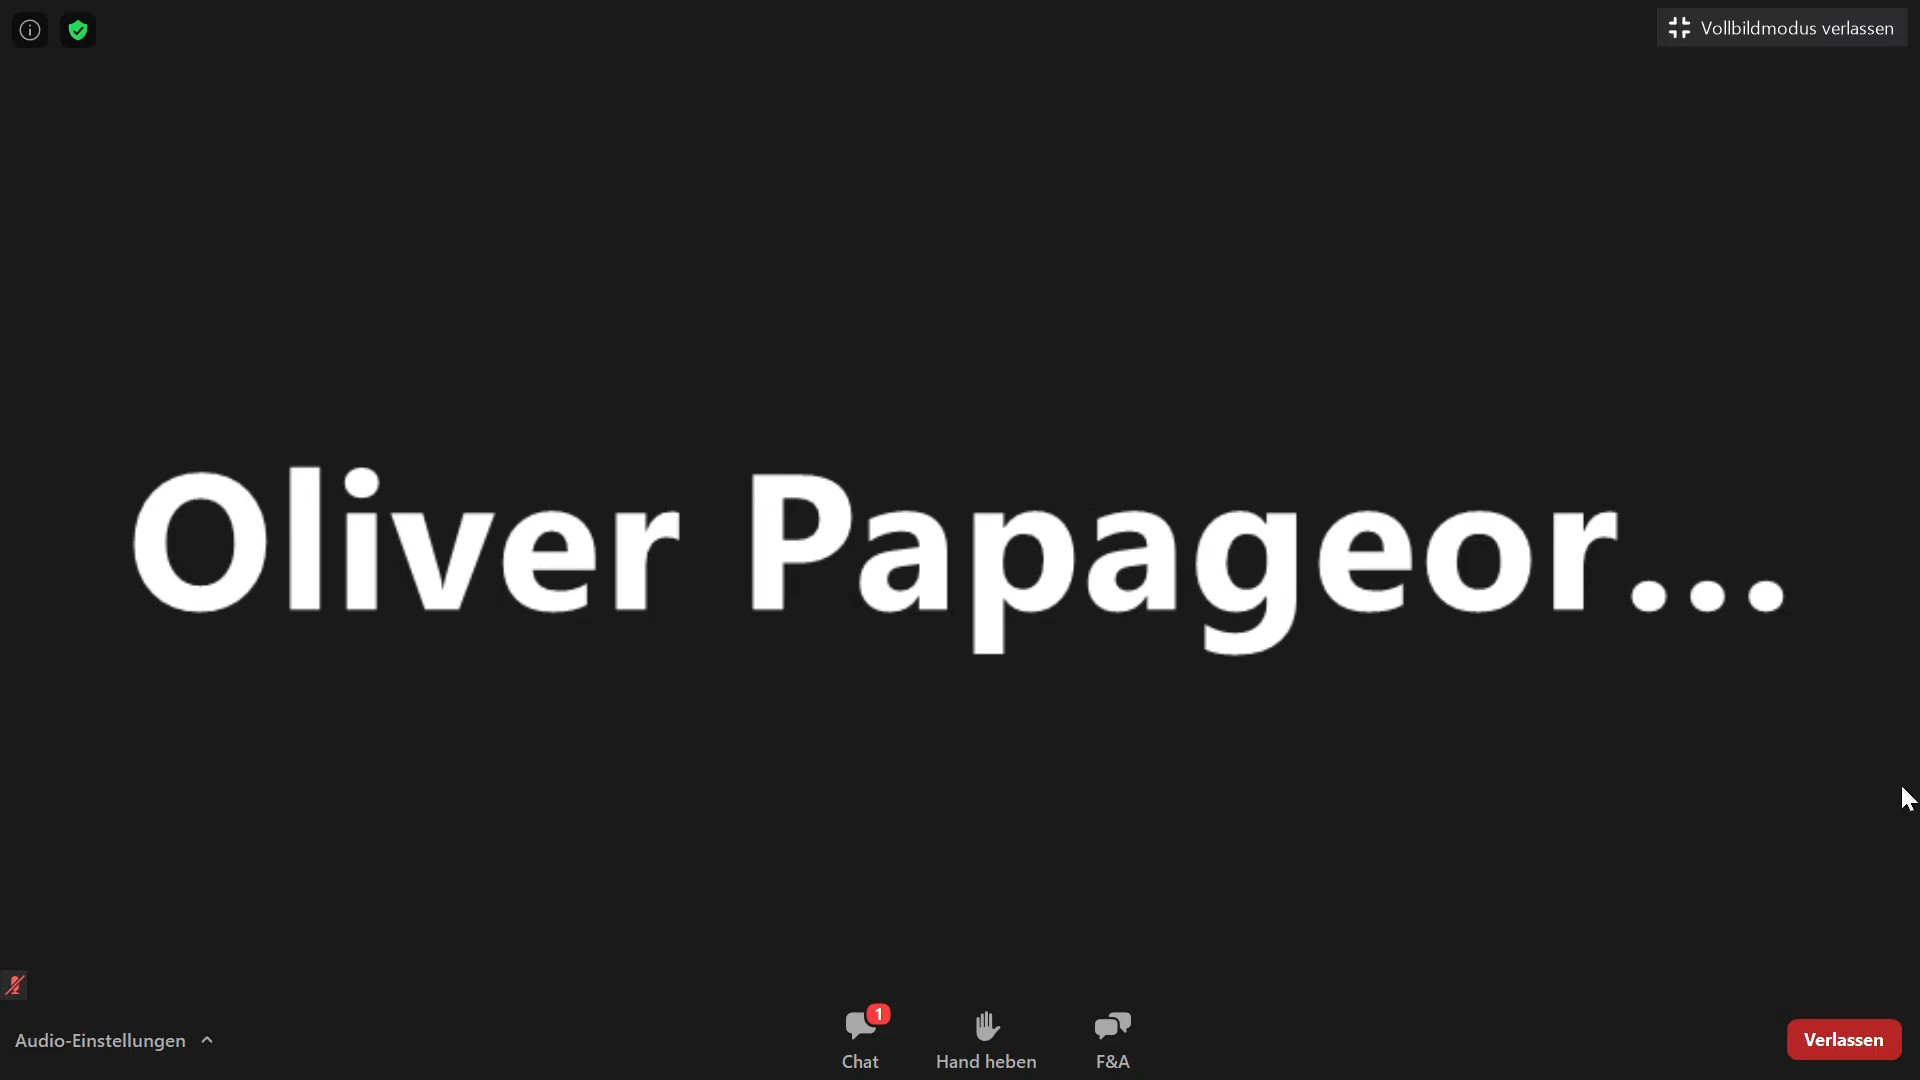 Vollbildmodus verlassen
Oliver Papageor...
Audio-Einstellungen
1
Chat
Hand heben
F&A
Verlassen